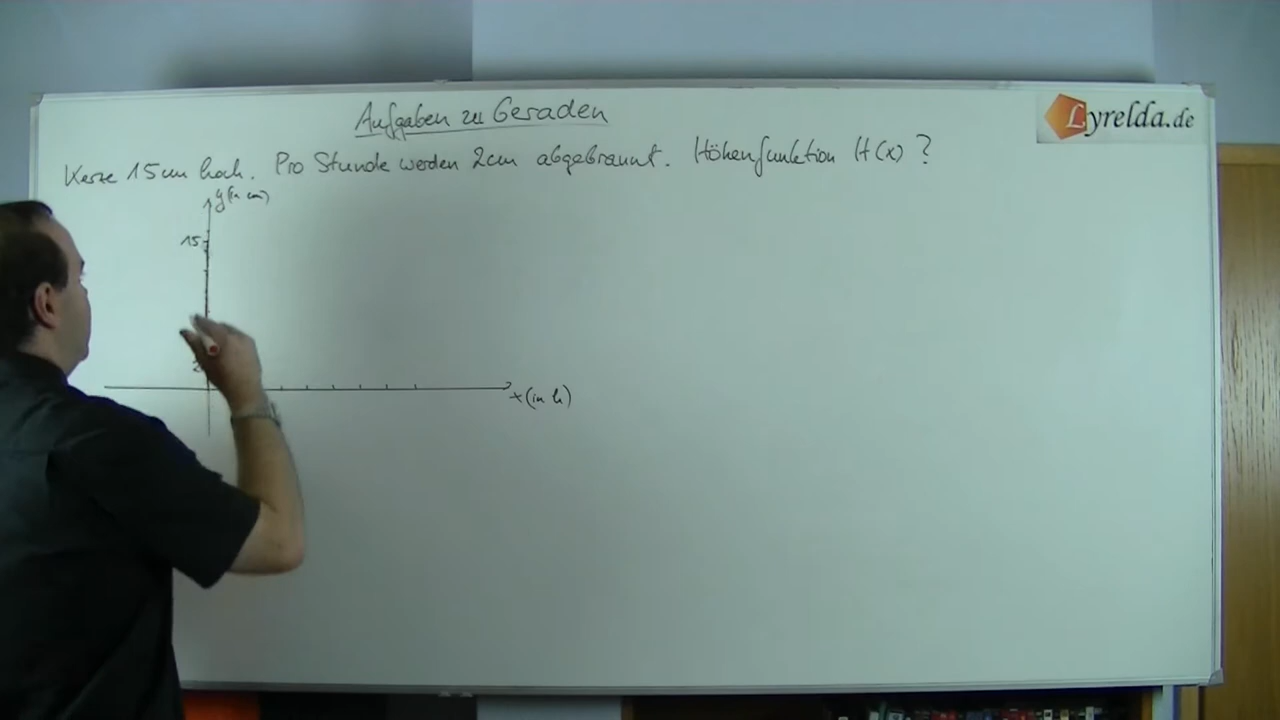 Aufgaben zu Geraden
Lyrelda.de
Kerze 15cm hoch. Pro Stunde werden 2cm abgebrannt. Höhenfunktion H(x) ?
y(in cm)
15
x(in h)